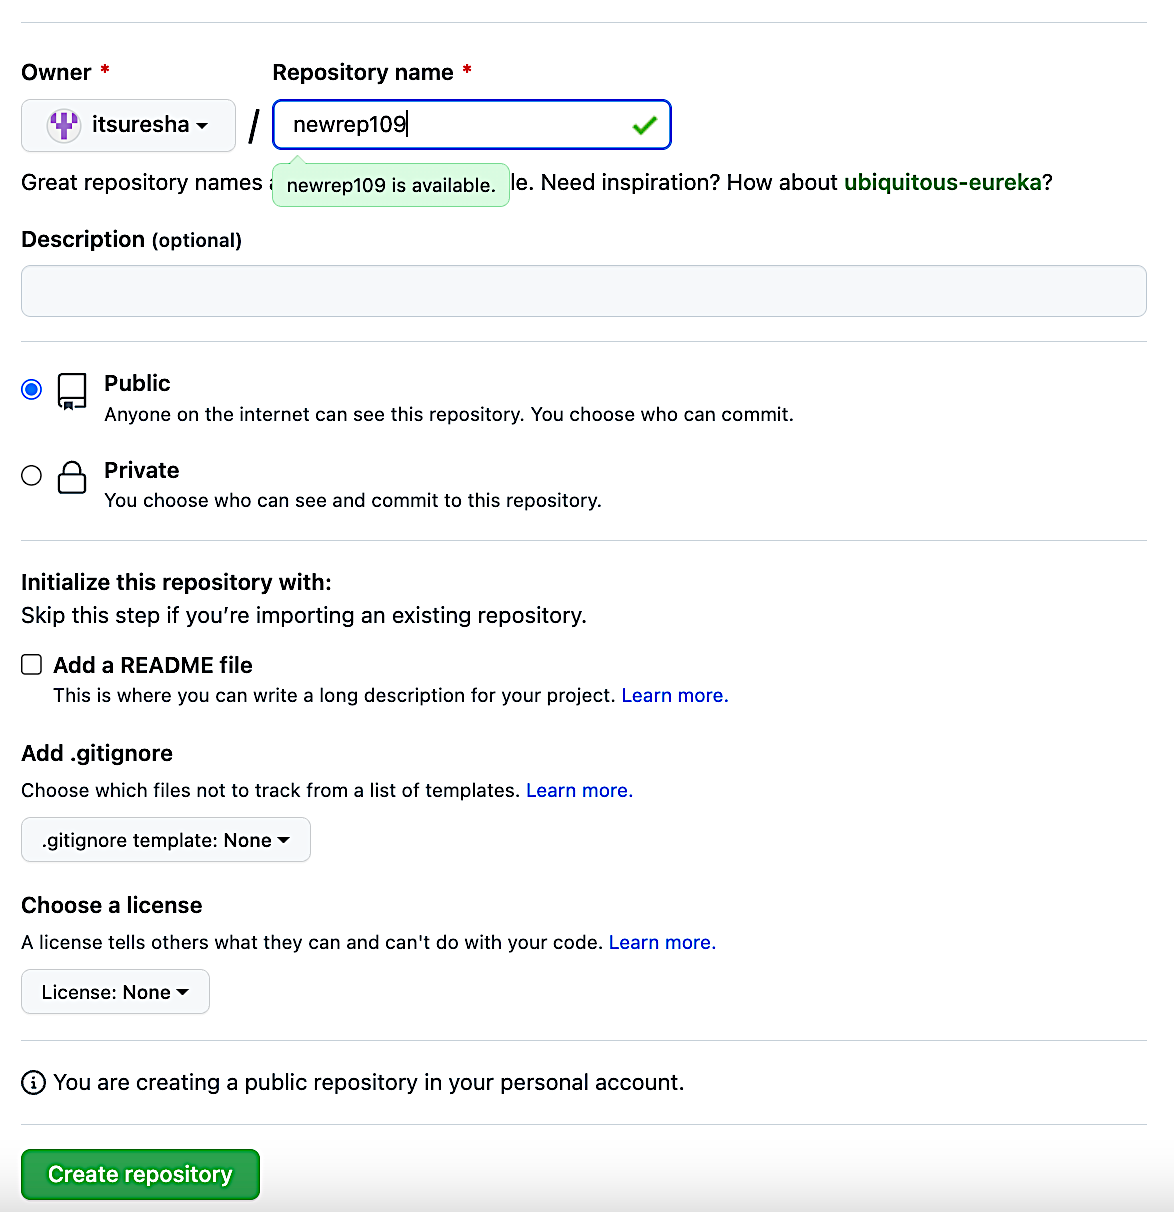 Owner * Repository name *
itsuresha / newrep109
Great repository names newrep109 is available. le. Need inspiration? How about ubiquitous-eureka?
Description (optional)
Public
Anyone on the internet can see this repository. You choose who can commit.
Private
You choose who can see and commit to this repository.
Initialize this repository with:
Skip this step if you’re importing an existing repository.
Add a README file
This is where you can write a long description for your project. Learn more.
Add .gitignore
Choose which files not to track from a list of templates. Learn more.
.gitignore template: None
Choose a license
A license tells others what they can and can't do with your code. Learn more.
License: None
You are creating a public repository in your personal account.
Create repository